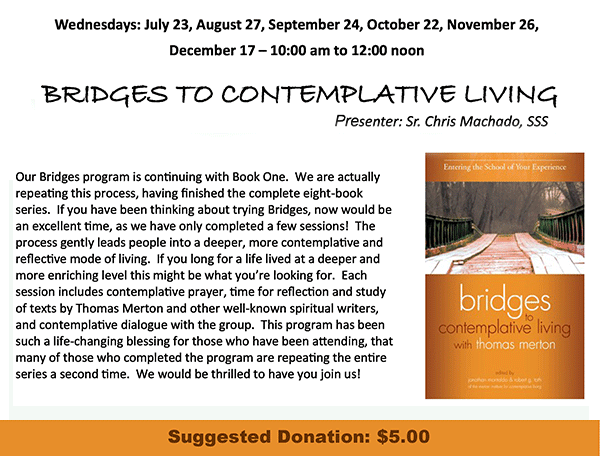 Wednesdays: July 23, August 27, September 24, October 22, November 26,
December 17 – 10:00 am to 12:00 noon
BRIDGES TO CONTEMPLATIVE LIVING
Presenter: Sr. Chris Machado, SSS
Our Bridges program is continuing with Book One.  We are actually
repeating this process, having finished the complete eight-book
series.  If you have been thinking about trying Bridges, now would be
an excellent time, as we have only completed a few sessions!  The
process gently leads people into a deeper, more contemplative and
reflective mode of living.  If you long for a life lived at a deeper and
more enriching level this might be what you’re looking for.  Each
session includes contemplative prayer, time for reflection and study
of texts by Thomas Merton and other well-known spiritual writers,
and contemplative dialogue with the group.  This program has been
such a life-changing blessing for those who have been attending, that
many of those who completed the program are repeating the entire
series a second time.  We would be thrilled to have you join us!
Entering the School of Your Experience
bridges
to
contemplative living
with thomas merton
edited by
Suggested Donation: $5.00